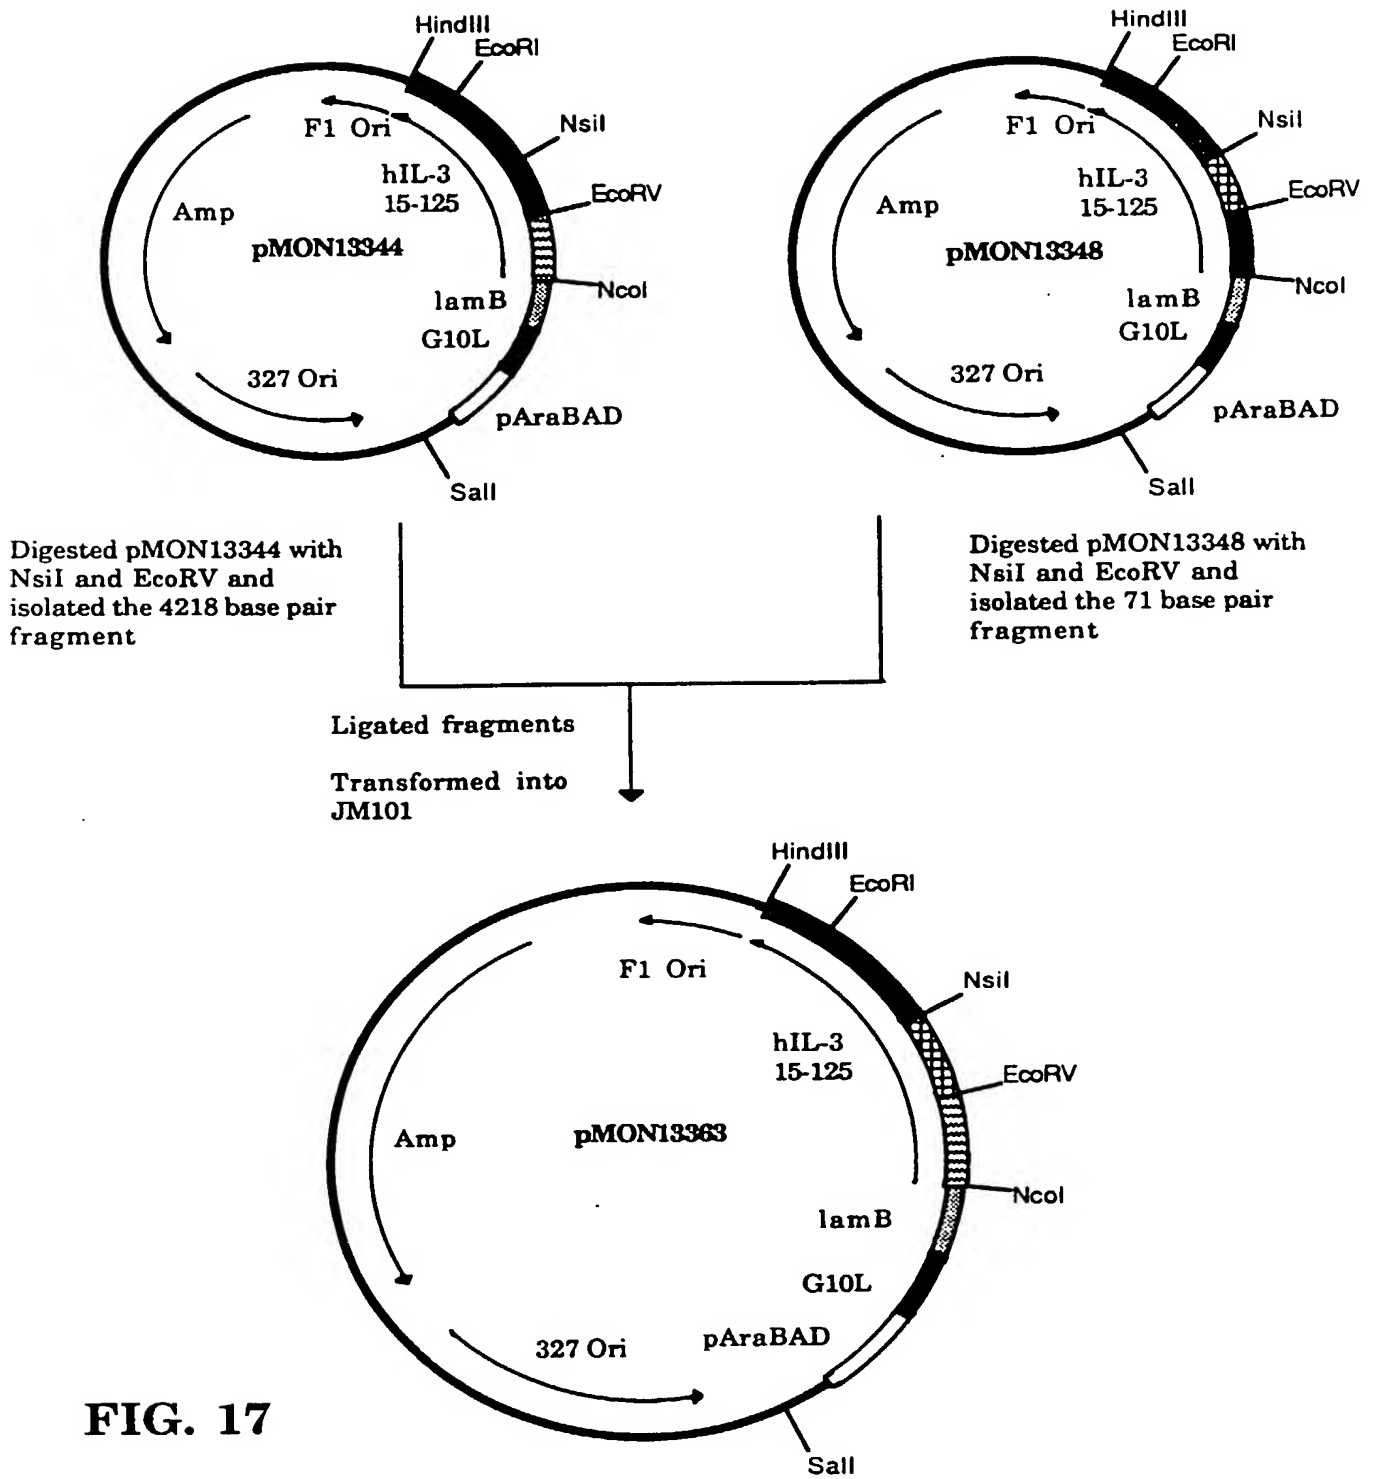 HindIII
EcoRI
NsiI
EcoRV
NcoI
F1 Ori
hIL-3
15-125
Amp
pMON13344
lamB
G10L
327 Ori
pAraBAD
SalI
HindIII
EcoRI
NsiI
EcoRV
NcoI
F1 Ori
hIL-3
15-125
Amp
pMON13348
lamB
G10L
327 Ori
pAraBAD
SalI
Digested pMON13344 with
NsiI and EcoRV and
isolated the 4218 base pair
fragment
Digested pMON13348 with
NsiI and EcoRV and
isolated the 71 base pair
fragment
Ligated fragments
Transformed into
JM101
HindIII
EcoRI
NsiI
EcoRV
NcoI
F1 Ori
hIL-3
15-125
Amp
pMON13363
lamB
G10L
pAraBAD
327 Ori
SalI
FIG. 17